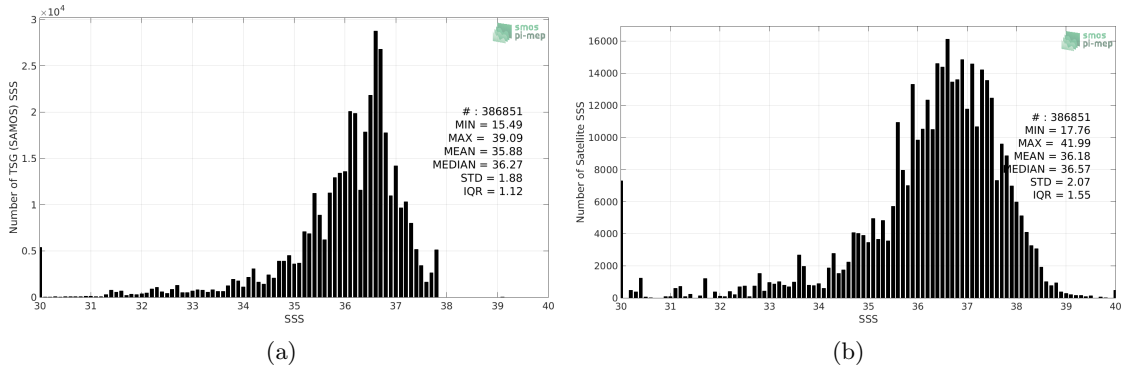 3 ×10⁴
2.5
2
1.5
1
0.5
0
30 31 32 33 34 35 36 37 38 39 40
SSS
Number of TSG (SAMOS) SSS
smos
pi-mep
# : 386851
MIN = 15.49
MAX = 39.09
MEAN = 35.88
MEDIAN = 36.27
STD = 1.88
IQR = 1.12
(a)
16000
14000
12000
10000
8000
6000
4000
2000
0
30 31 32 33 34 35 36 37 38 39 40
SSS
Number of Satellite SSS
smos
pi-mep
# : 386851
MIN = 17.76
MAX = 41.99
MEAN = 36.18
MEDIAN = 36.57
STD = 2.07
IQR = 1.55
(b)